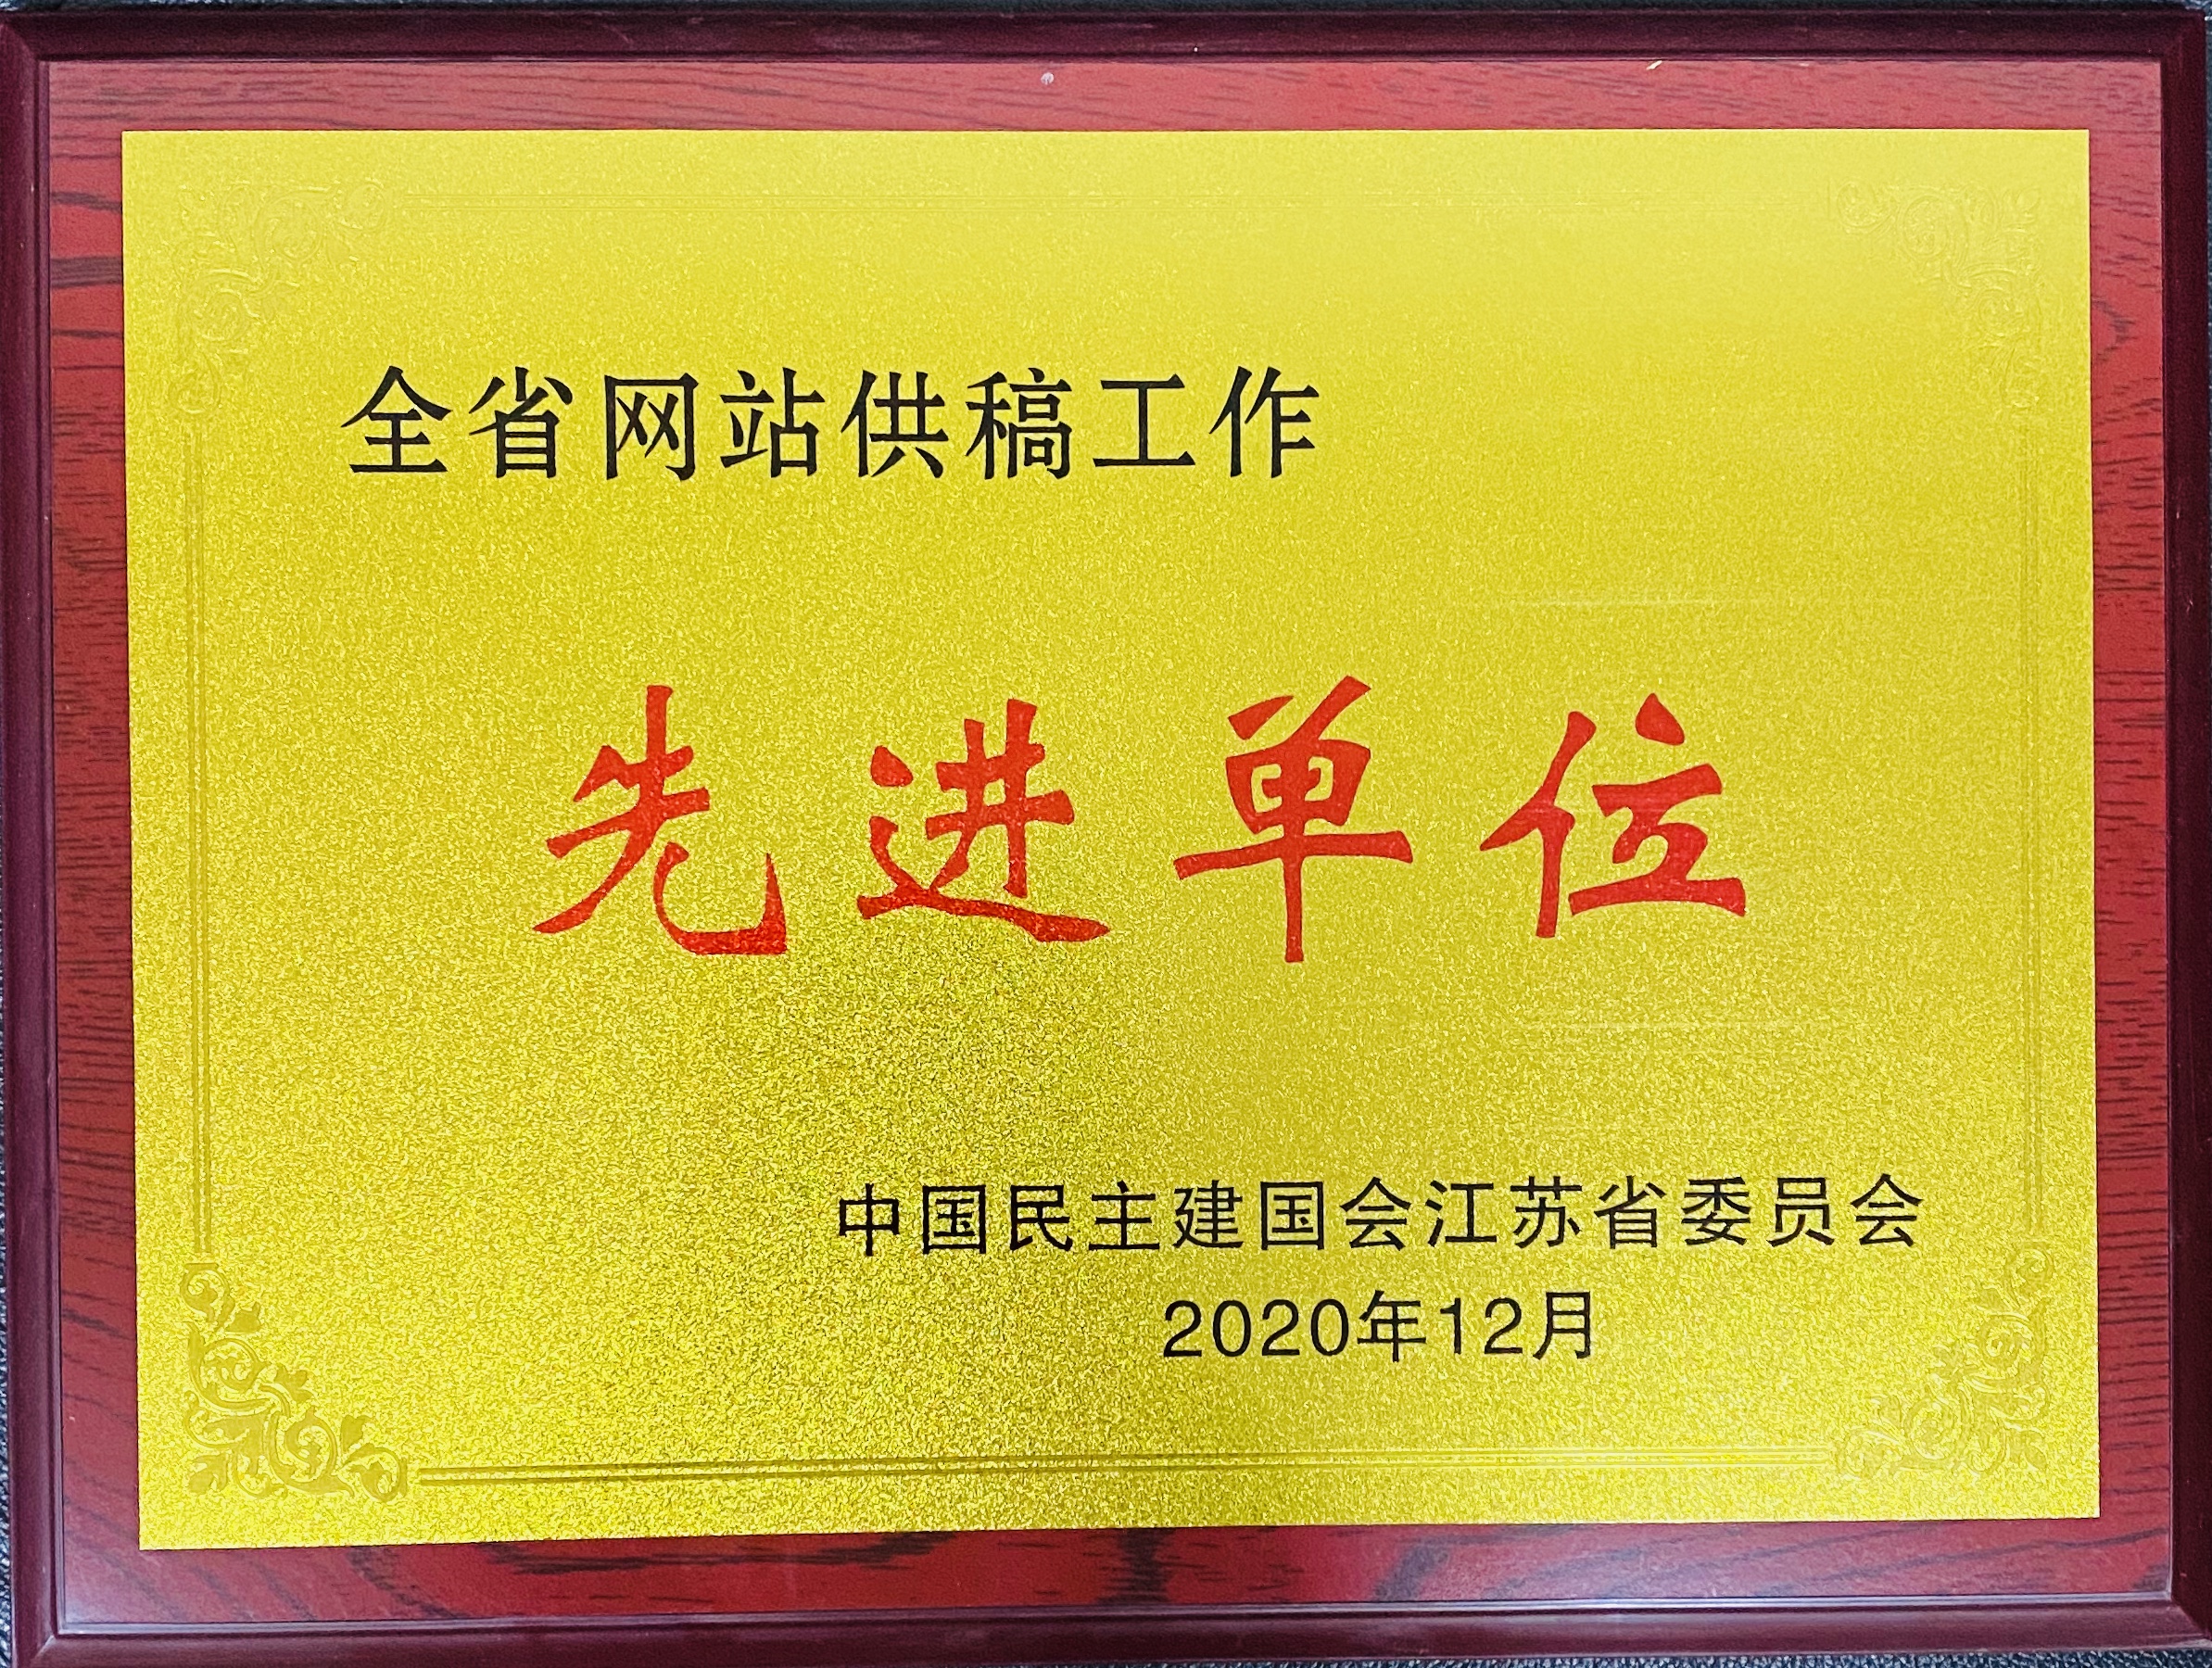 全省网站供稿工作
先进单位
中国民主建国会江苏省委员会
2020年12月